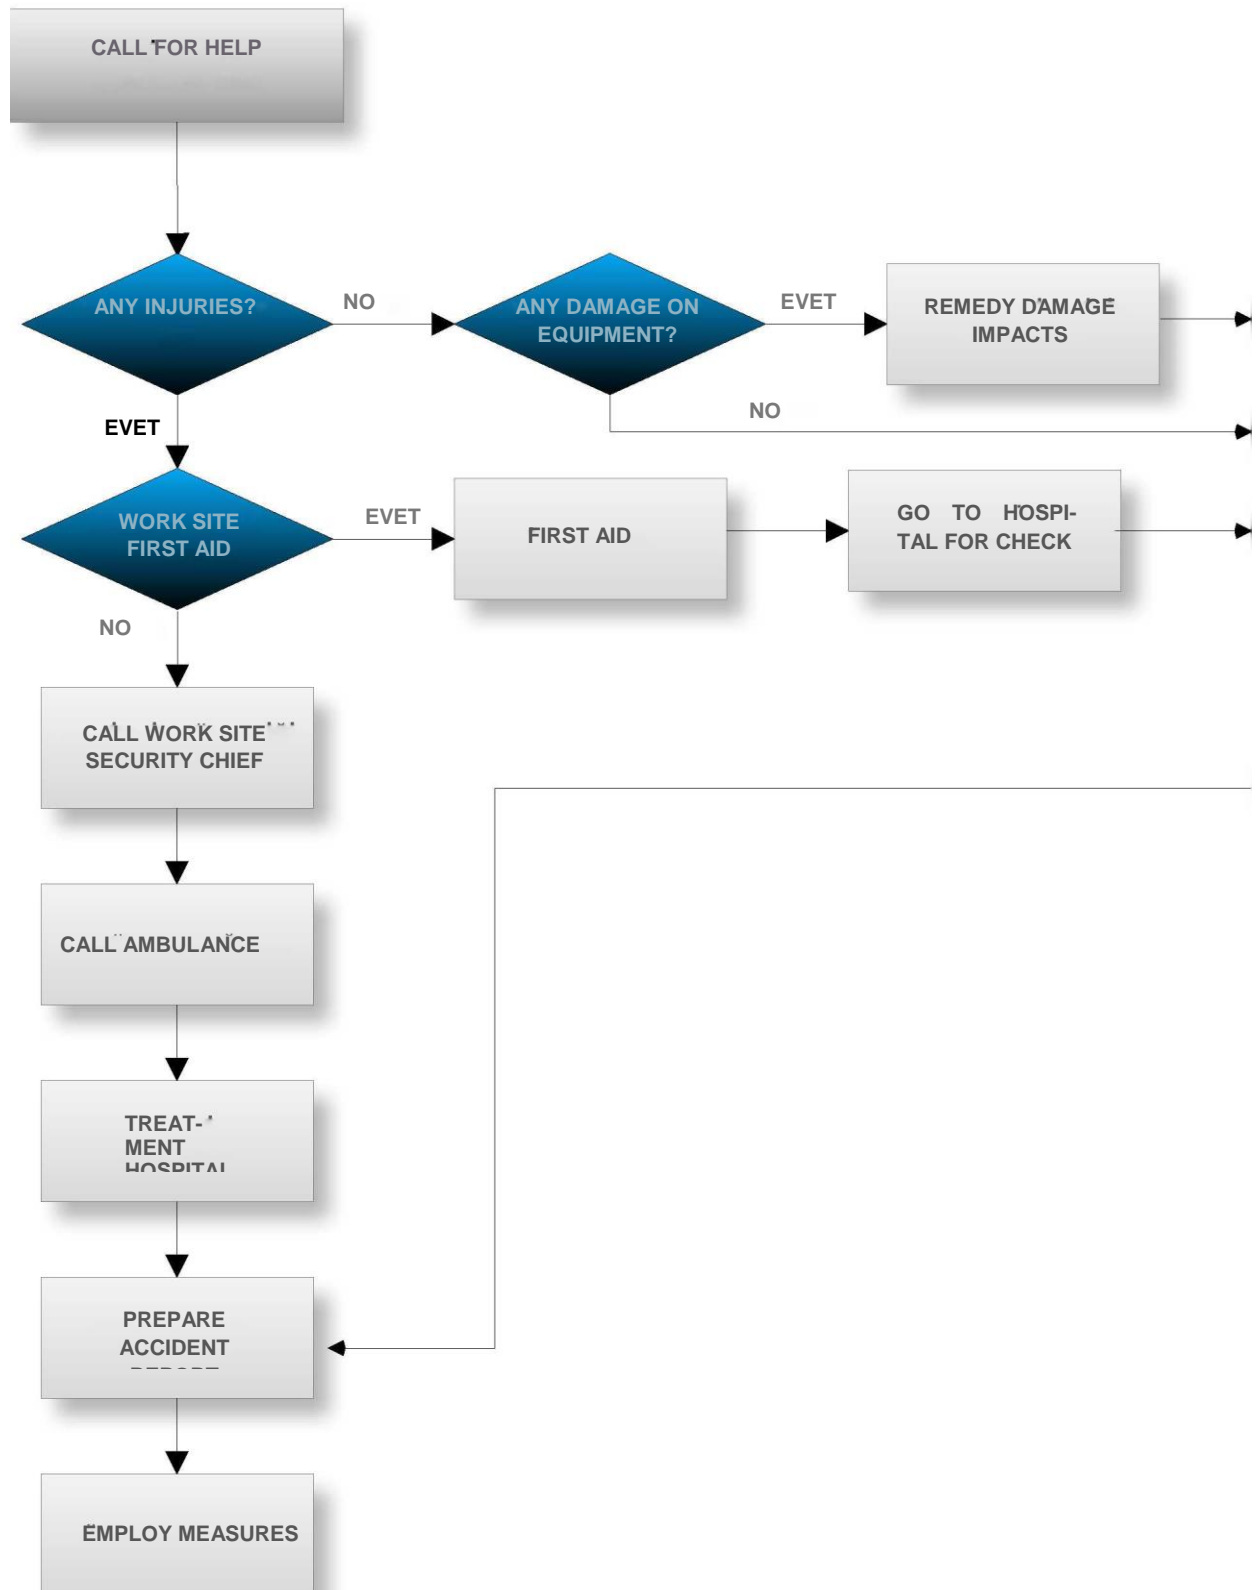 CALL FOR HELP
ANY INJURIES?
NO
ANY DAMAGE ON
EQUIPMENT?
EVET
REMEDY DAMAGE
IMPACTS
NO
EVET
WORK SITE
FIRST AID
EVET
FIRST AID
GO TO HOSPI-
TAL FOR CHECK
NO
CALL WORK SITE
SECURITY CHIEF
CALL AMBULANCE
TREAT-
MENT
HOSPITAL
PREPARE
ACCIDENT
EMPLOY MEASURES